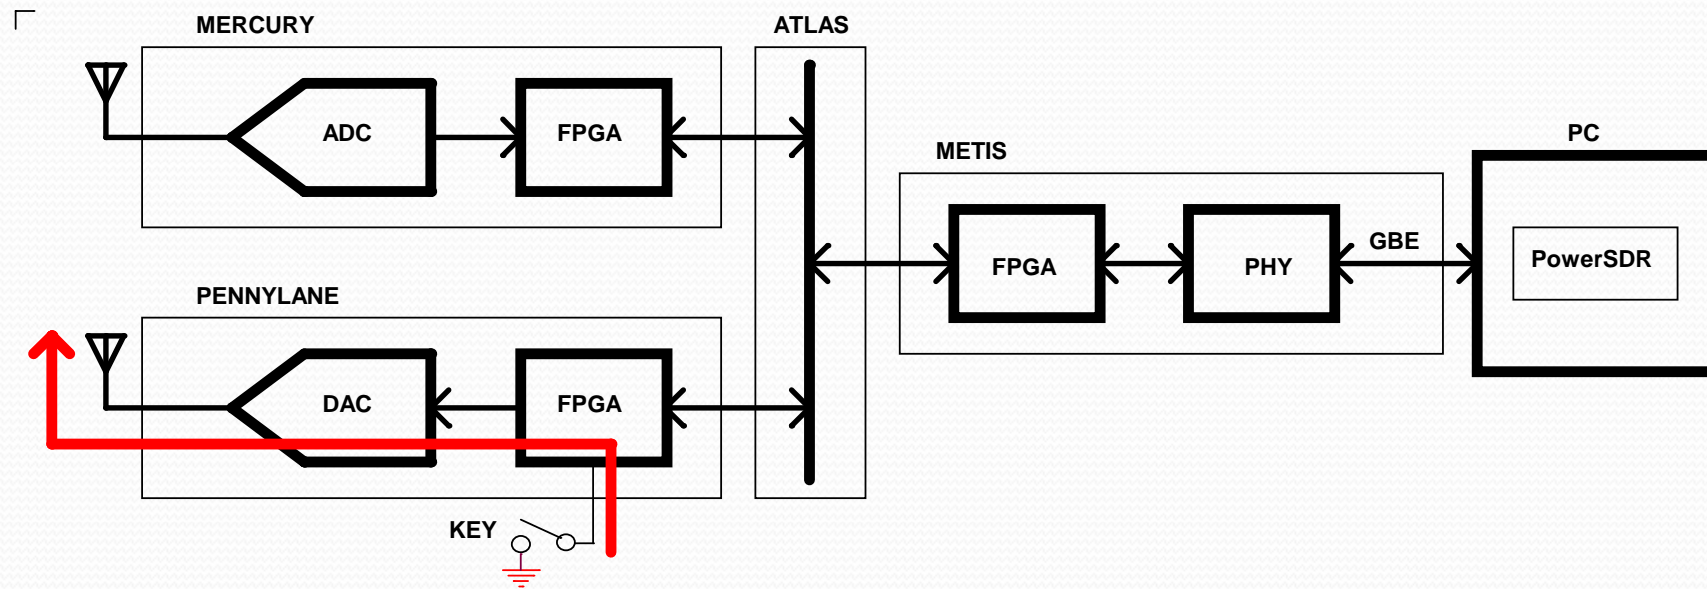 MERCURY
ATLAS
ADC
FPGA
PC
METIS
GBE
PowerSDR
FPGA
PHY
PENNYLANE
DAC
FPGA
KEY